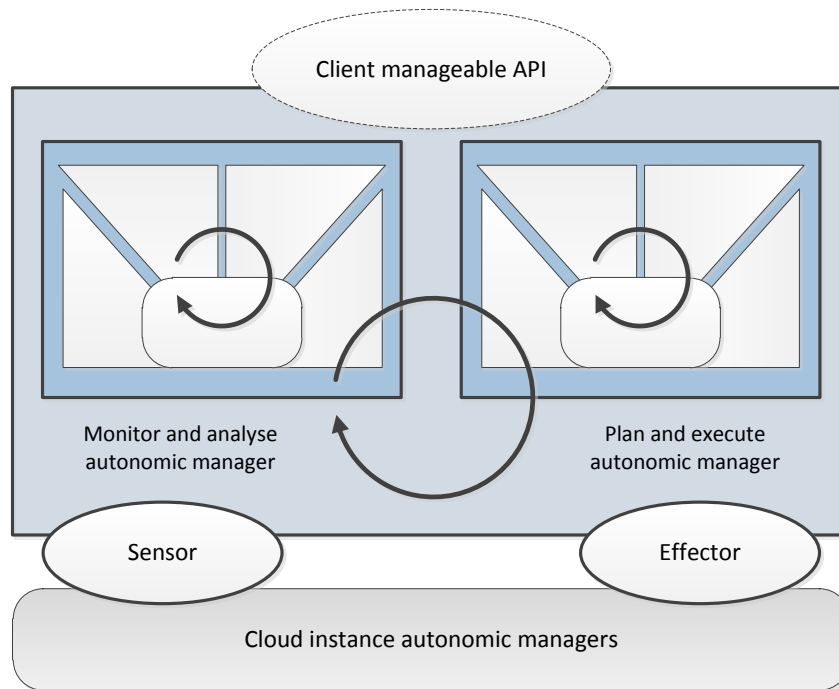 Client manageable API
Monitor and analyse
autonomic manager
Plan and execute
autonomic manager
Sensor
Effector
Cloud instance autonomic managers